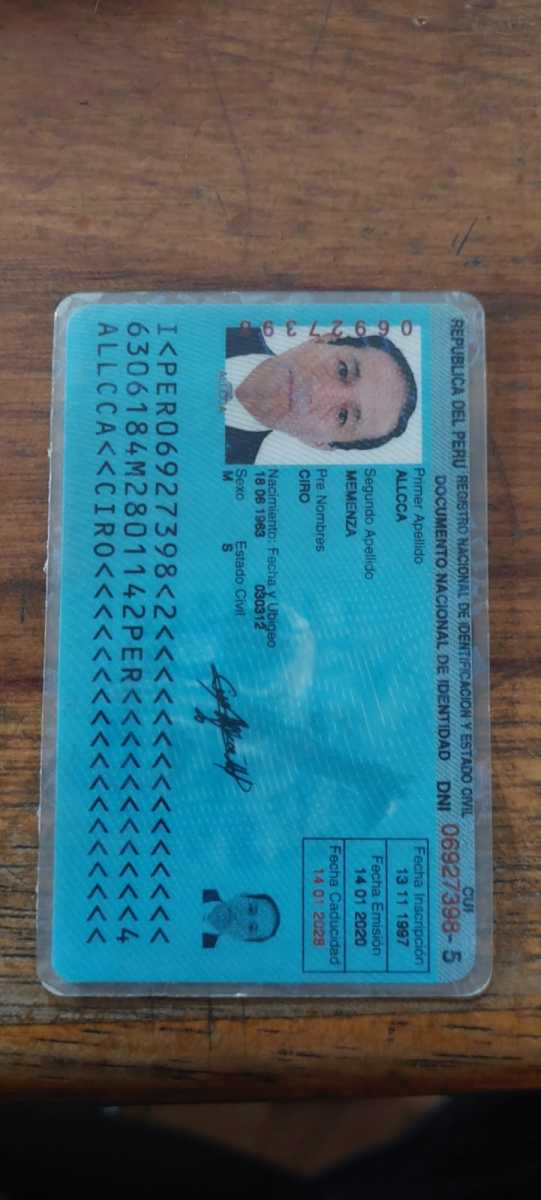 REPUBLICA DEL PERU REGISTRO NACIONAL DE IDENTIFICACION Y ESTADO CIVIL
DOCUMENTO NACIONAL DE IDENTIDAD DNI 06927398 - 5
CUI
Primer Apellido
ALLCCA
Segundo Apellido
MEMENZA
Pre Nombres
CIRO
Nacimiento: Fecha y Ubigeo
18 06 1963 030312
Sexo Estado Civil
M S
Fecha Inscripción
13 11 1997
Fecha Emisión
14 01 2020
Fecha Caducidad
14 01 2028
I<PER06927398<2<<<<<<<<<<<<<<<
6306184M2801142PER<<<<<<<<<<<4
ALLCCA<<CIRO<<<<<<<<<<<<<<<<<<